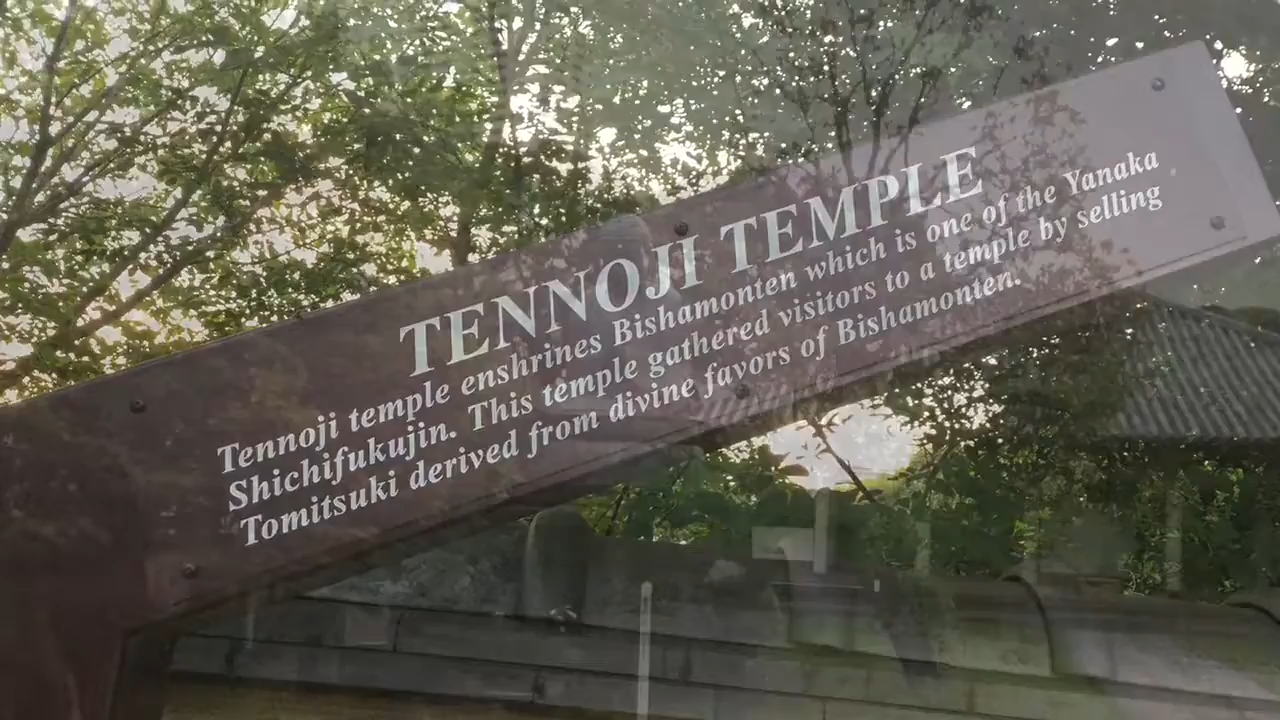 TENNOJI TEMPLE
Tennoji temple enshrines Bishamonten which is one of the Yanaka
Shichifukujin. This temple gathered visitors to a temple by selling
Tomitsuki derived from divine favors of Bishamonten.